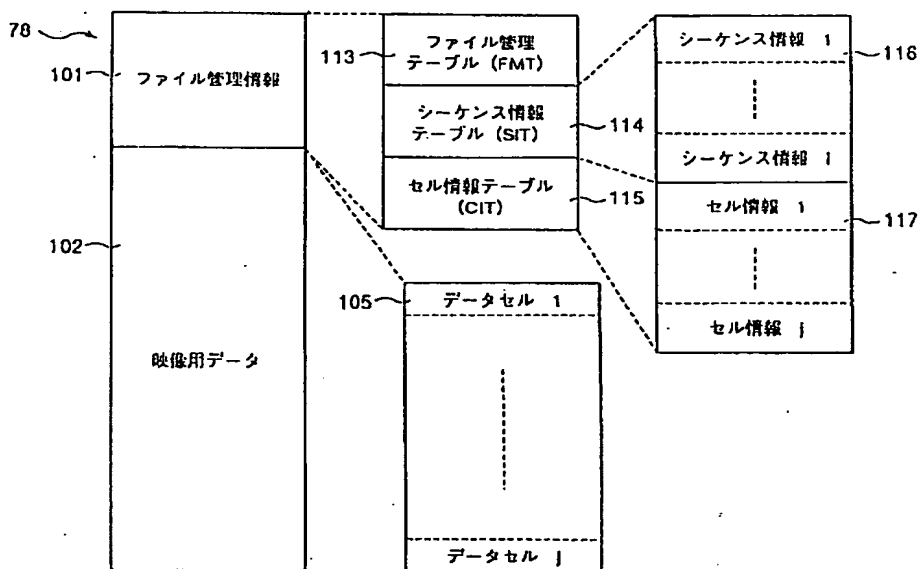 78
101
ファイル管理情報
102
映像用データ
113
ファイル管理
テーブル (FMT)
シーケンス情報
テーブル (SIT)
114
セル情報テーブル
(CIT)
115
105
データセル 1
データセル j
シーケンス情報 1
116
シーケンス情報 i
セル情報 1
117
セル情報 j